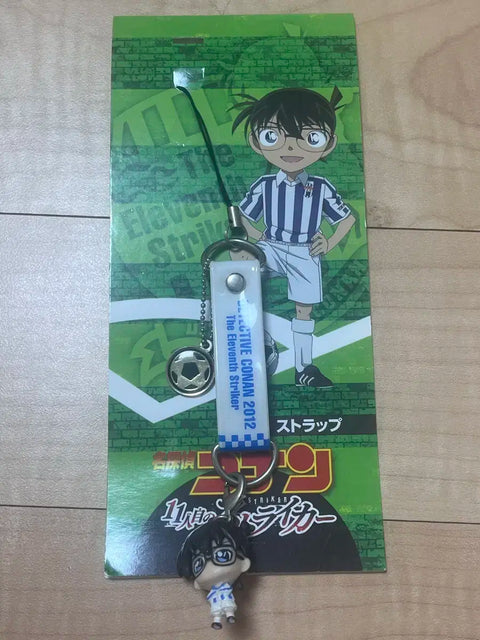 The
Eleventh
Striker
DETECTIVE CONAN 2012
The Eleventh Striker
ストラップ
名探偵
コナン
11人目のストライカー